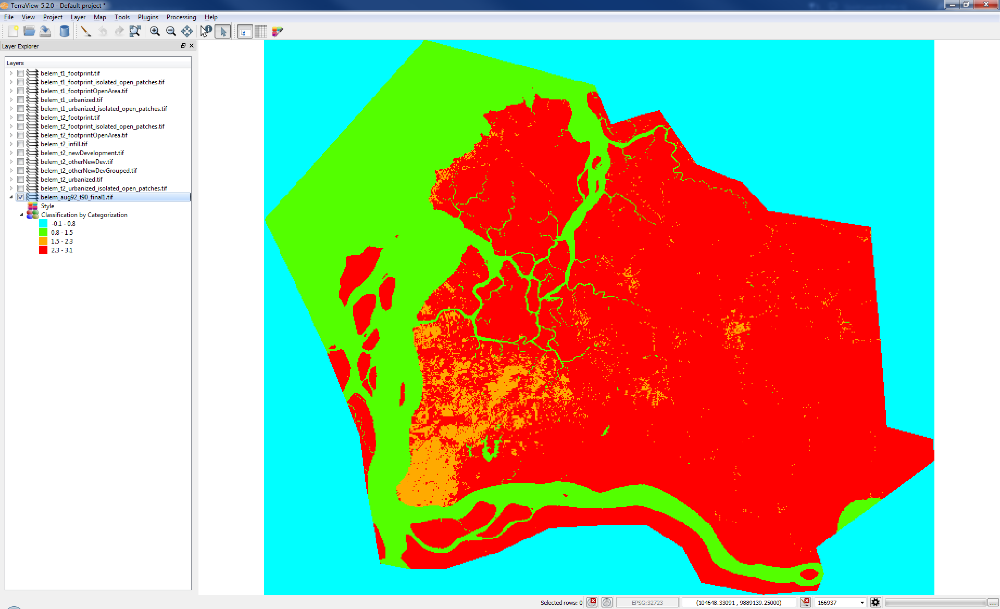 TerraView-5.2.0 - Default project *
File View Project Layer Map Tools Plugins Processing Help
Layer Explorer
Layers
belem_t1_footprint.tif
belem_t1_footprint_isolated_open_patches.tif
belem_t1_footprintOpenArea.tif
belem_t1_urbanized.tif
belem_t1_urbanized_isolated_open_patches.tif
belem_t2_footprint.tif
belem_t2_footprint_isolated_open_patches.tif
belem_t2_footprintOpenArea.tif
belem_t2_infill.tif
belem_t2_newDevelopment.tif
belem_t2_otherNewDev.tif
belem_t2_otherNewDevGrouped.tif
belem_t2_urbanized.tif
belem_t2_urbanized_isolated_open_patches.tif
belem_aug92_t90_final1.tif
Style
Classification by Categorization
-0.1 - 0.8
0.8 - 1.5
1.5 - 2.3
2.3 - 3.1
Selected rows: 0 EPSG:32723 (104648.33091 , 9889139.25000) 166937 ...